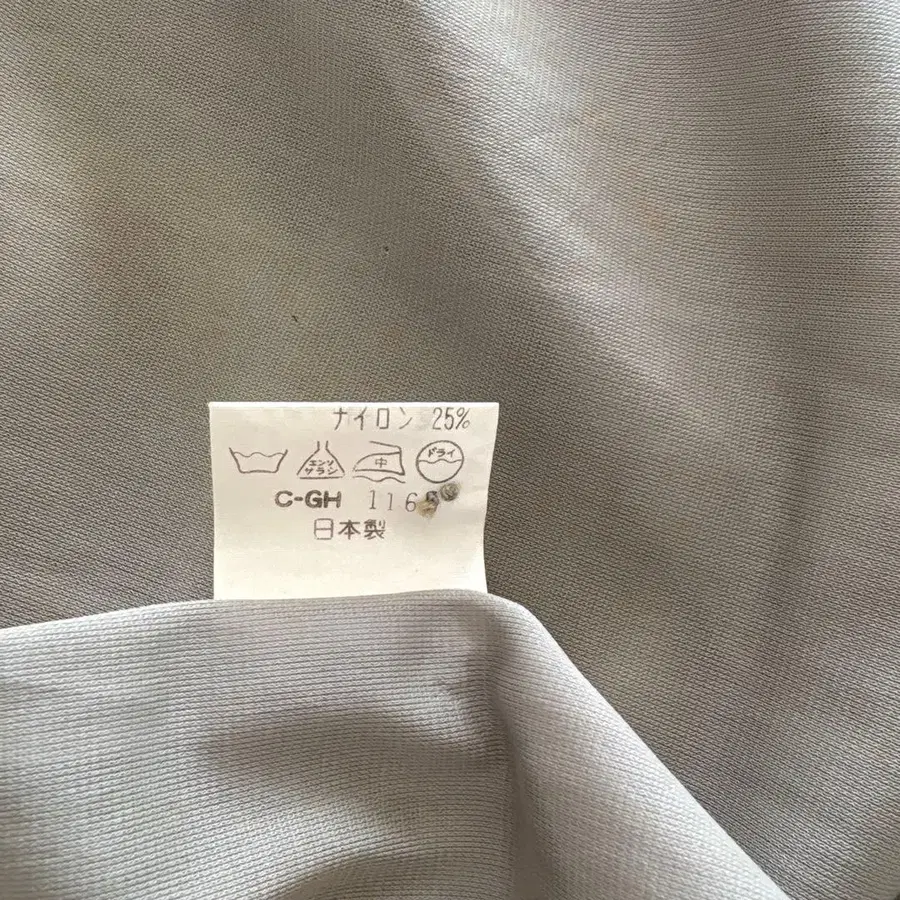 ナイロン 25%
エンソ サラシ 中 ドライ
C-GH 116
日本製